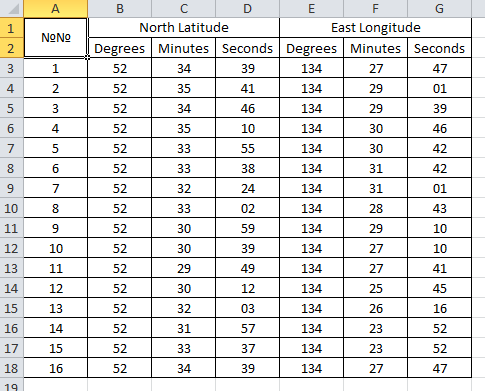 A B C D E F G
1 №№ North Latitude East Longitude
2 Degrees Minutes Seconds Degrees Minutes Seconds
3 1 52 34 39 134 27 47
4 2 52 35 41 134 29 01
5 3 52 34 46 134 29 39
6 4 52 35 10 134 30 46
7 5 52 33 55 134 30 42
8 6 52 33 38 134 31 42
9 7 52 32 24 134 31 01
10 8 52 33 02 134 28 43
11 9 52 30 59 134 29 10
12 10 52 30 39 134 27 10
13 11 52 29 49 134 27 41
14 12 52 30 12 134 25 45
15 13 52 32 03 134 26 16
16 14 52 31 57 134 23 52
17 15 52 33 37 134 23 52
18 16 52 34 39 134 27 47
19